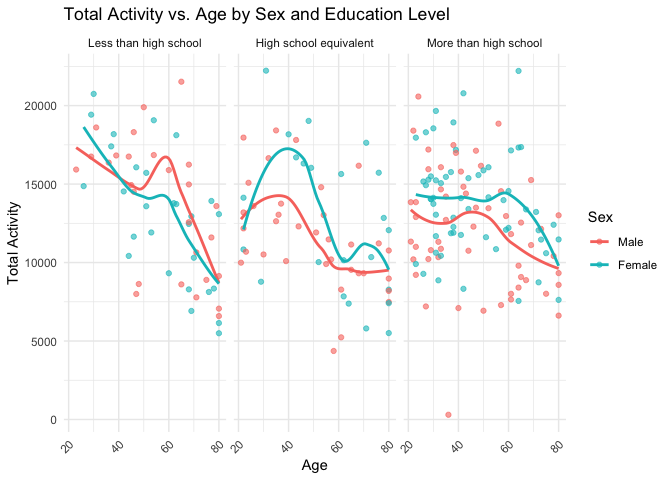 Total Activity vs. Age by Sex and Education Level
Less than high school
High school equivalent
More than high school
20000
15000
10000
5000
0
Total Activity
20 40 60 80
20 40 60 80
20 40 60 80
Age
Sex
Male
Female